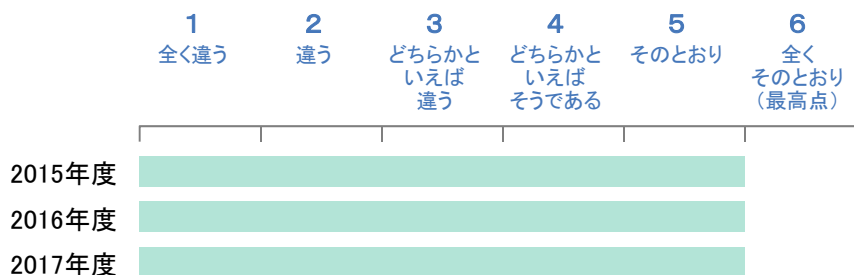 1 2 3 4 5 6
全く違う 違う どちらかと どちらかと そのとおり 全く
いえば いえば そのとおり
違う そうである （最高点）
2015年度
2016年度
2017年度